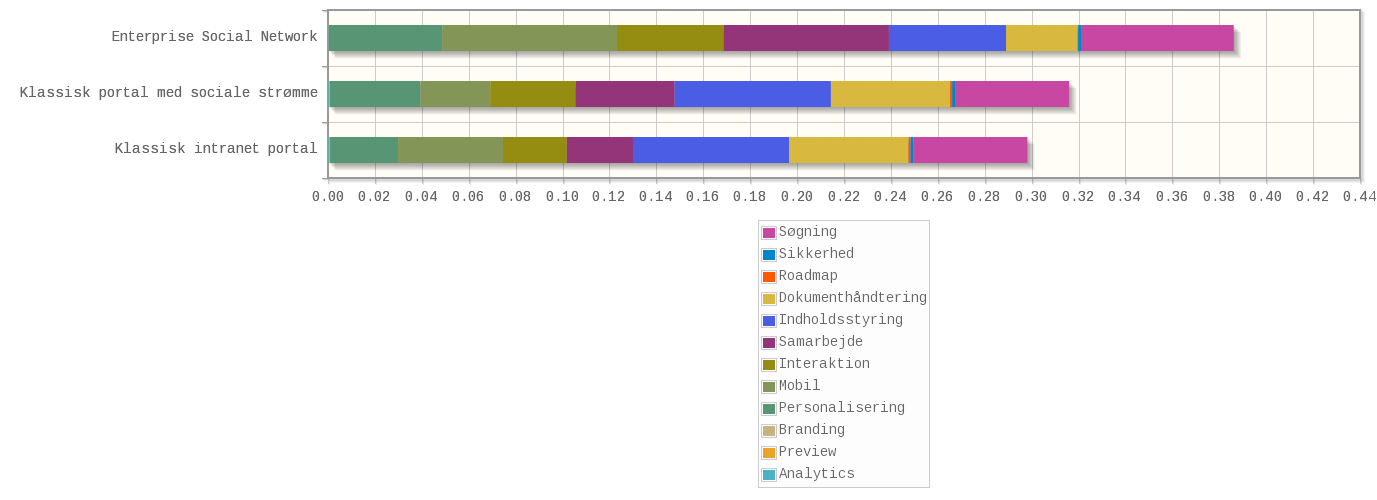 Enterprise Social Network
Klassisk portal med sociale strømme
Klassisk intranet portal
0.00 0.02 0.04 0.06 0.08 0.10 0.12 0.14 0.16 0.18 0.20 0.22 0.24 0.26 0.28 0.30 0.32 0.34 0.36 0.38 0.40 0.42 0.44
Søgning
Sikkerhed
Roadmap
Dokumenthåndtering
Indholdsstyring
Samarbejde
Interaktion
Mobil
Personalisering
Branding
Preview
Analytics